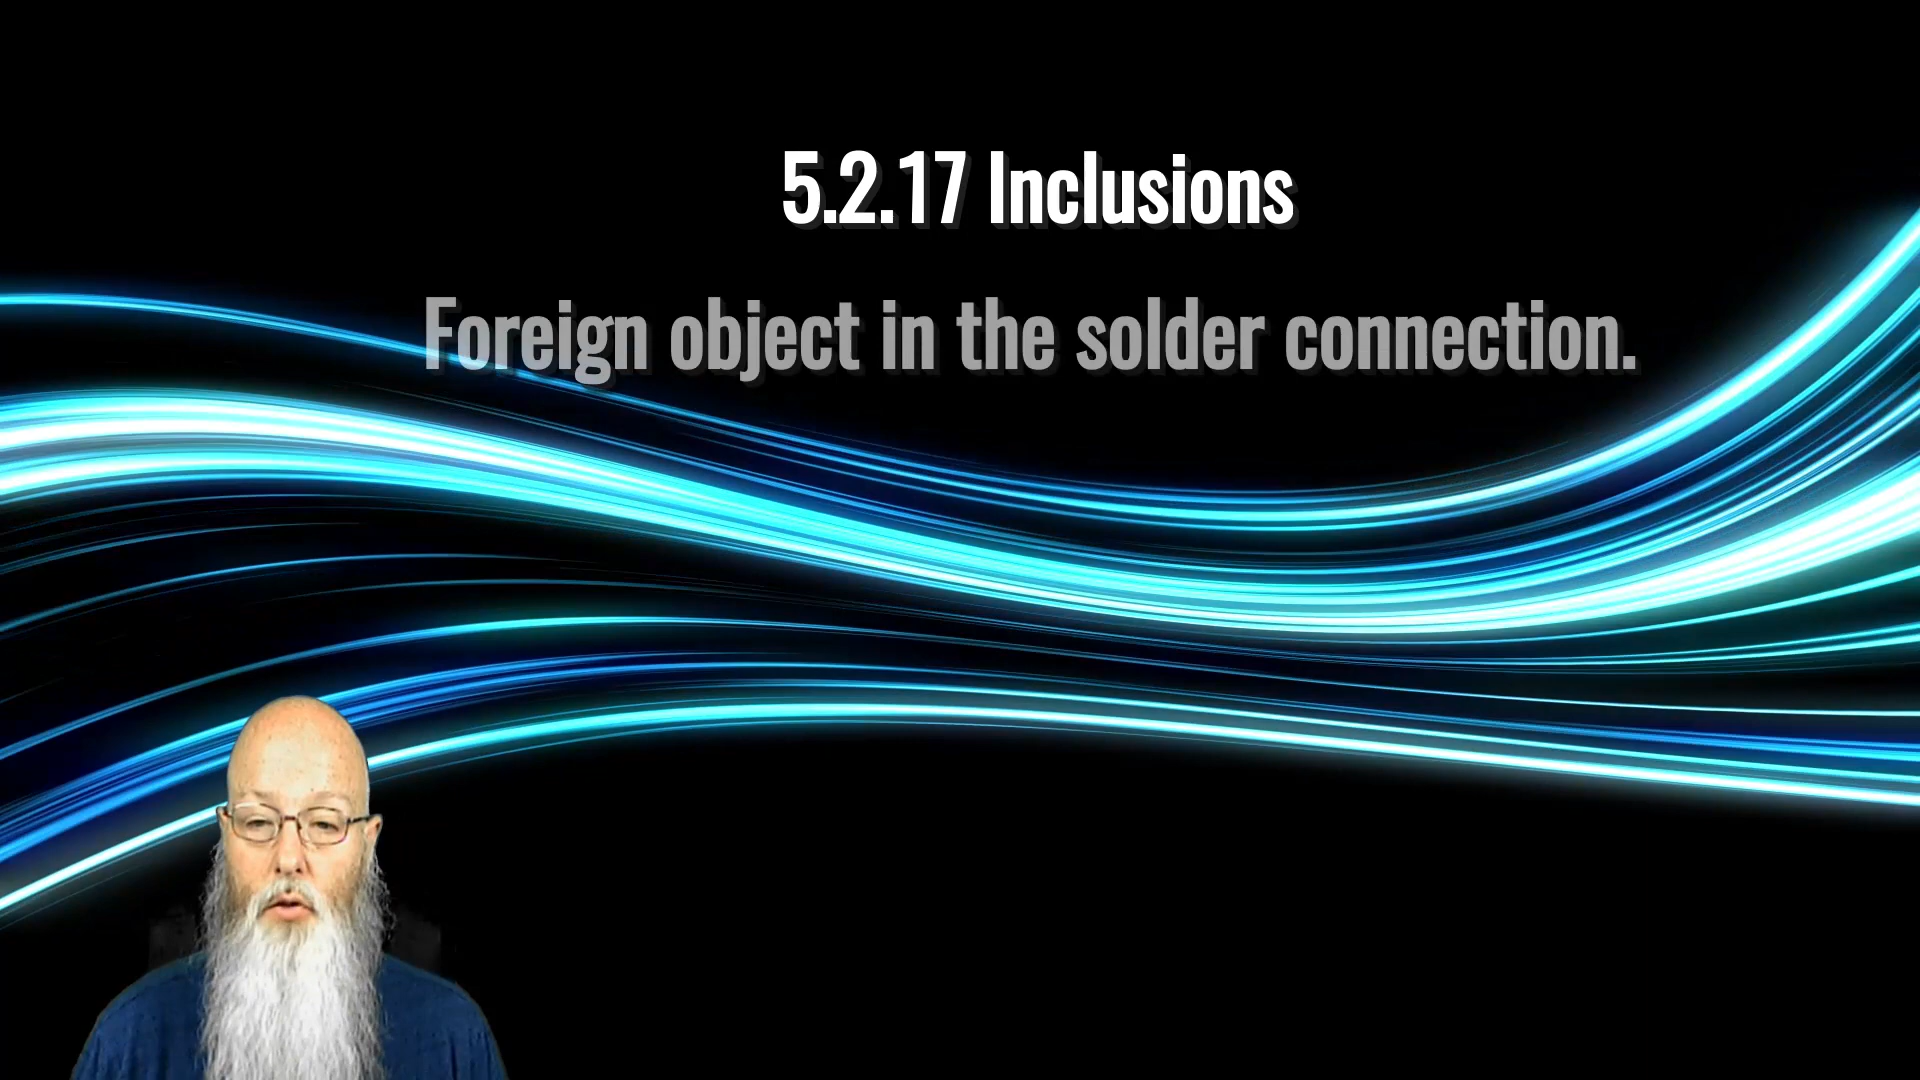 5.2.17 Inclusions
Foreign object in the solder connection.